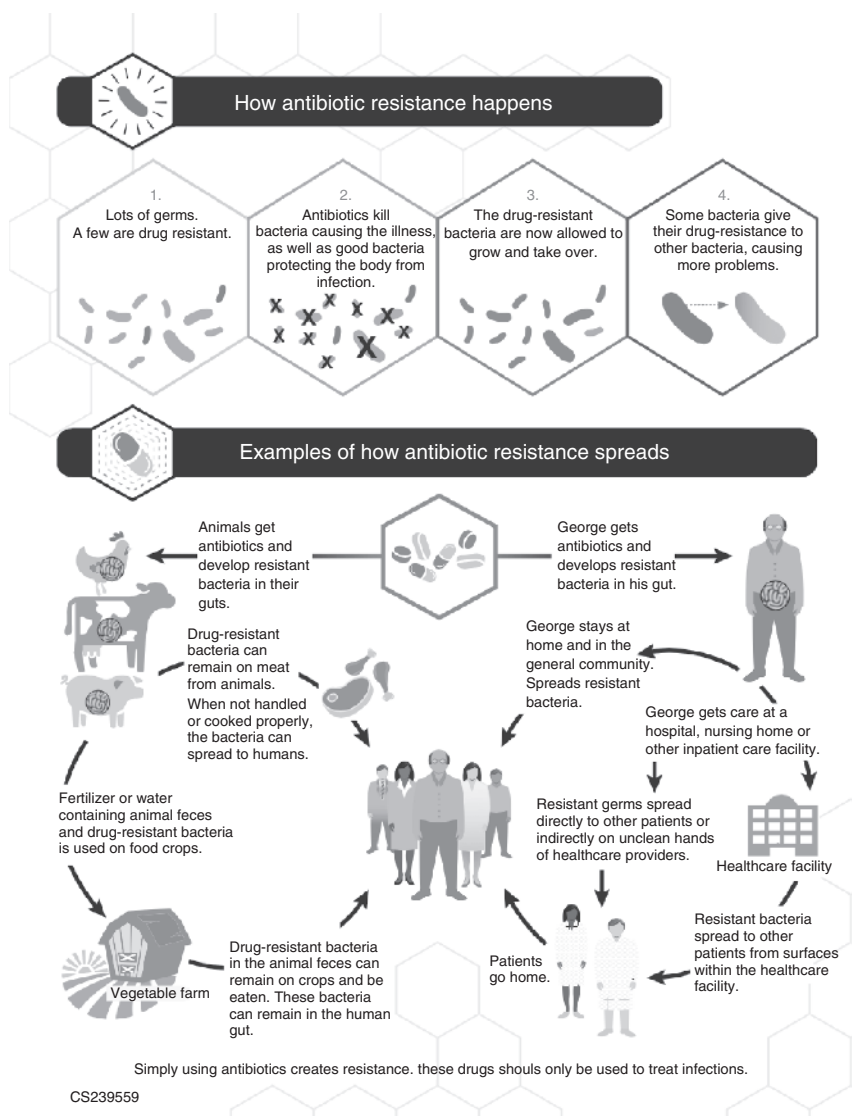 How antibiotic resistance happens
1.
Lots of germs.
A few are drug resistant.
2.
Antibiotics kill
bacteria causing the illness,
as well as good bacteria
protecting the body from
infection.
3.
The drug-resistant
bacteria are now allowed to
grow and take over.
4.
Some bacteria give
their drug-resistance to
other bacteria, causing
more problems.
X
X
X
X
X
X
X
X
X
X
Examples of how antibiotic resistance spreads
Animals get
antibiotics and
develop resistant
bacteria in their
guts.
George gets
antibiotics and
develops resistant
bacteria in his gut.
Drug-resistant
bacteria can
remain on meat
from animals.
When not handled
or cooked properly,
the bacteria can
spread to humans.
George stays at
home and in the
general community.
Spreads resistant
bacteria.
George gets care at a
hospital, nursing home or
other inpatient care facility.
Fertilizer or water
containing animal feces
and drug-resistant bacteria
is used on food crops.
Resistant germs spread
directly to other patients or
indirectly on unclean hands
of healthcare providers.
Healthcare facility
Vegetable farm
Drug-resistant bacteria
in the animal feces can
remain on crops and be
eaten. These bacteria
can remain in the human
gut.
Patients
go home.
Resistant bacteria
spread to other
patients from surfaces
within the healthcare
facility.
Simply using antibiotics creates resistance. these drugs shouls only be used to treat infections.
CS239559